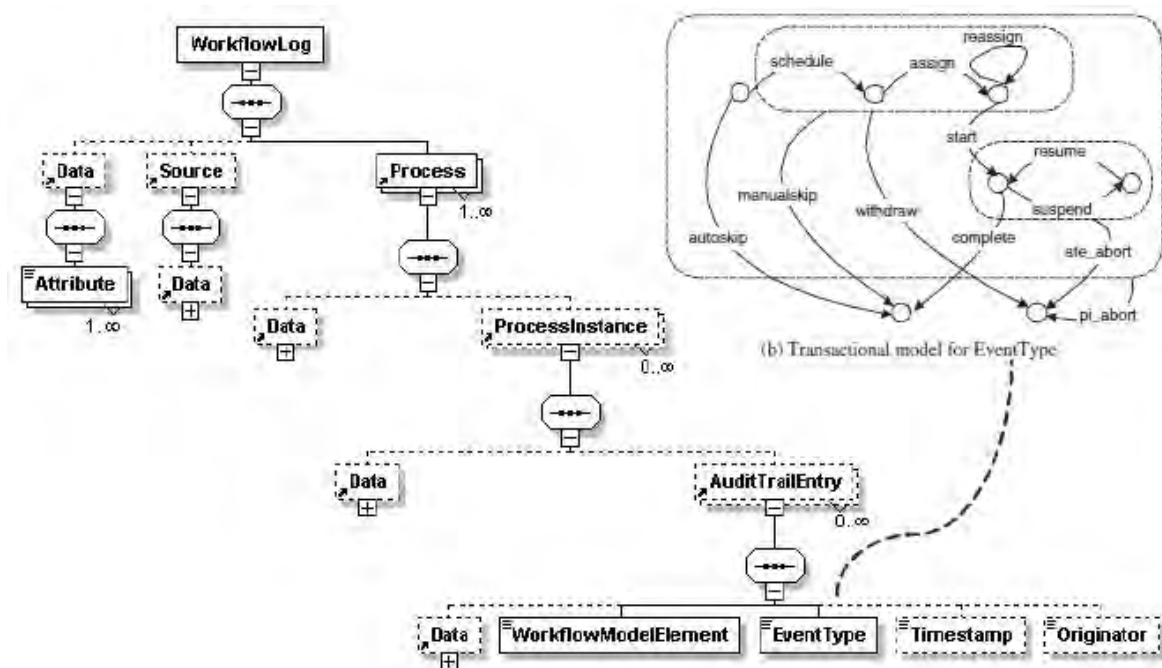 WorkflowLog
Data
Source
Process
1..∞
Attribute
1..∞
Data
Data
ProcessInstance
0..∞
Data
AuditTrailEntry
0..∞
Data
WorkflowModelElement
EventType
Timestamp
Originator
schedule
assign
reassign
start
resume
suspend
manualskip
withdraw
autoskip
complete
ate_abort
pi_abort
(b) Transactional model for EventType